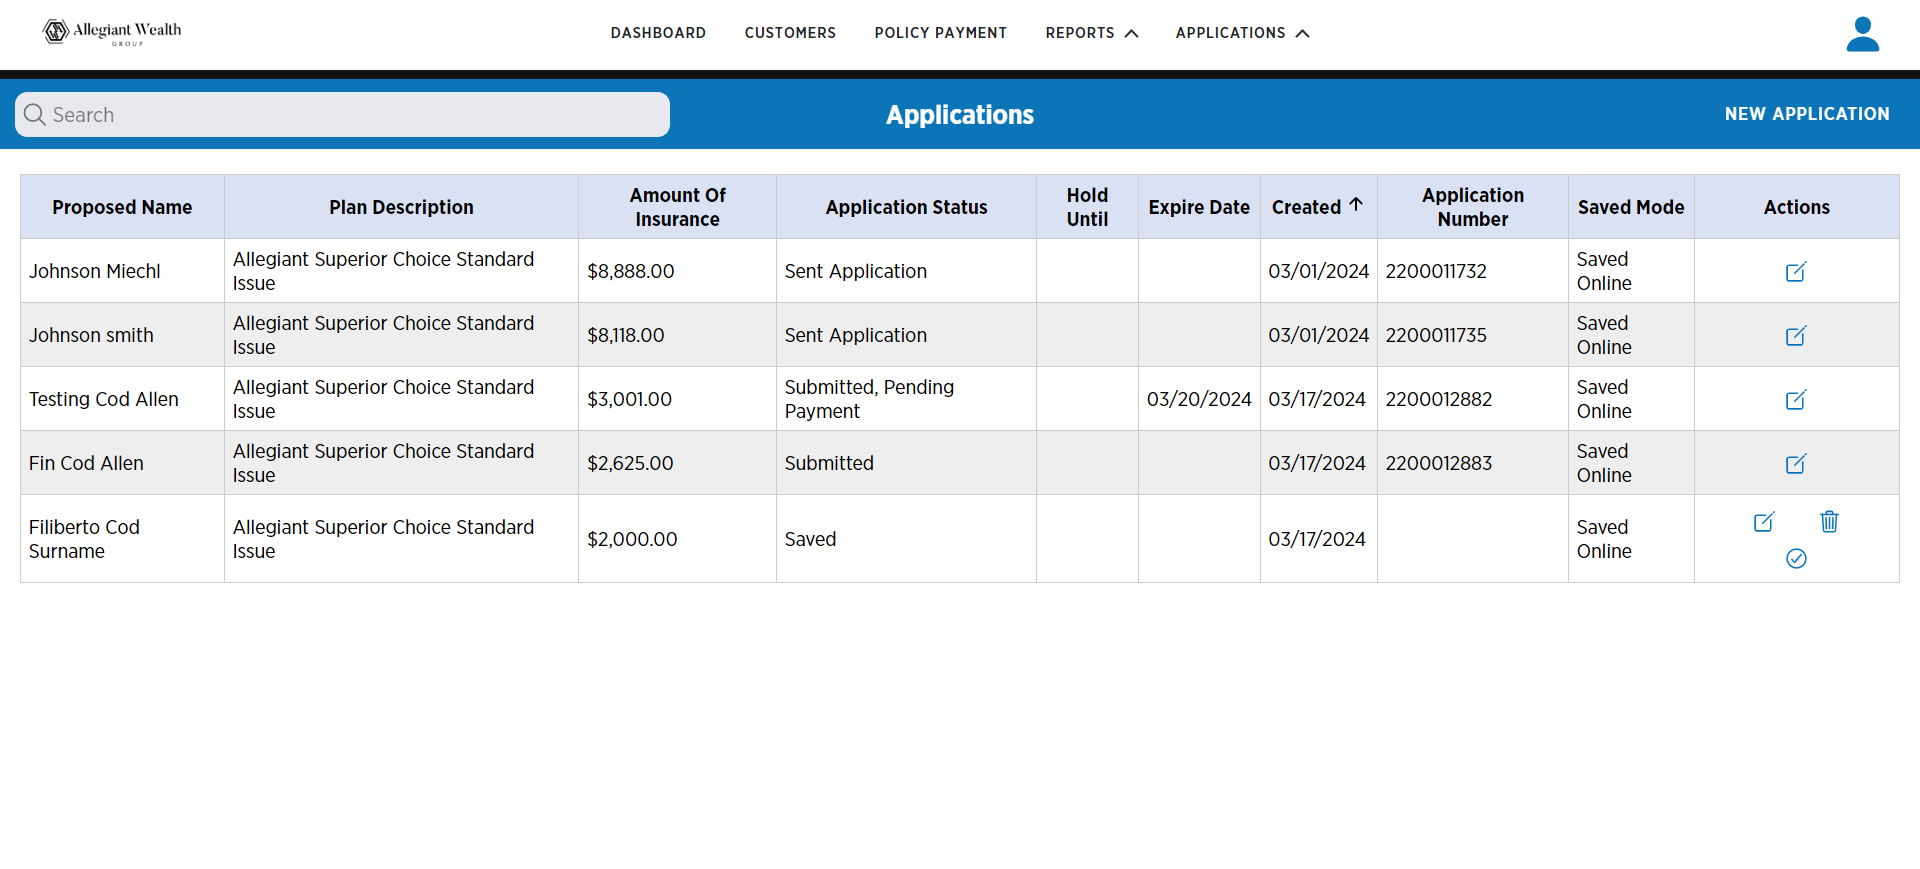 Allegiant Wealth
GROUP
DASHBOARD CUSTOMERS POLICY PAYMENT REPORTS APPLICATIONS
Search
Applications
NEW APPLICATION
Proposed Name Plan Description Amount Of Insurance Application Status Hold Until Expire Date Created Application Number Saved Mode Actions
Johnson Miechl Allegiant Superior Choice Standard Issue $8,888.00 Sent Application 03/01/2024 2200011732 Saved Online
Johnson smith Allegiant Superior Choice Standard Issue $8,118.00 Sent Application 03/01/2024 2200011735 Saved Online
Testing Cod Allen Allegiant Superior Choice Standard Issue $3,001.00 Submitted, Pending Payment 03/20/2024 03/17/2024 2200012882 Saved Online
Fin Cod Allen Allegiant Superior Choice Standard Issue $2,625.00 Submitted 03/17/2024 2200012883 Saved Online
Filiberto Cod Surname Allegiant Superior Choice Standard Issue $2,000.00 Saved 03/17/2024 Saved Online